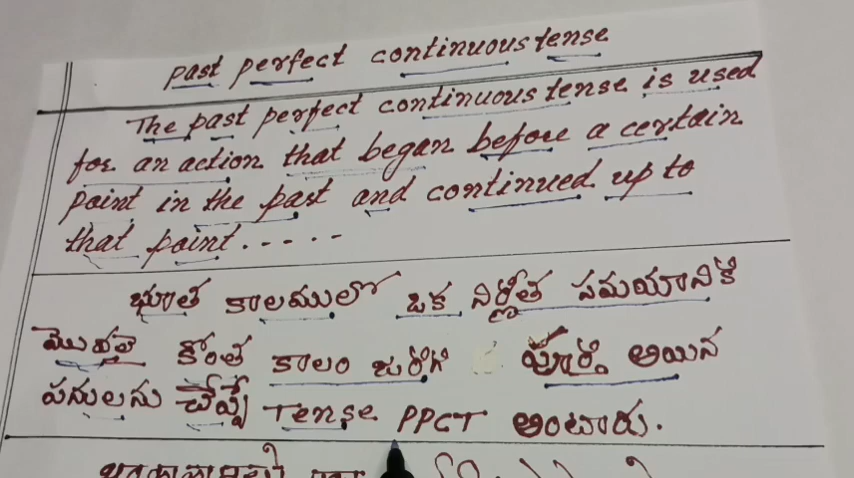 Past perfect continuous tense
The past perfect continuous tense is used
for an action that began before a certain
point in the past and continued up to
that point.....
భూత కాలములో ఒక నిర్ణీత సమయానికి
మొదలై కొంత కాలం జరిగి పూర్తి అయిన
పనులను చేప్పే Tense PPCT అంటారు.